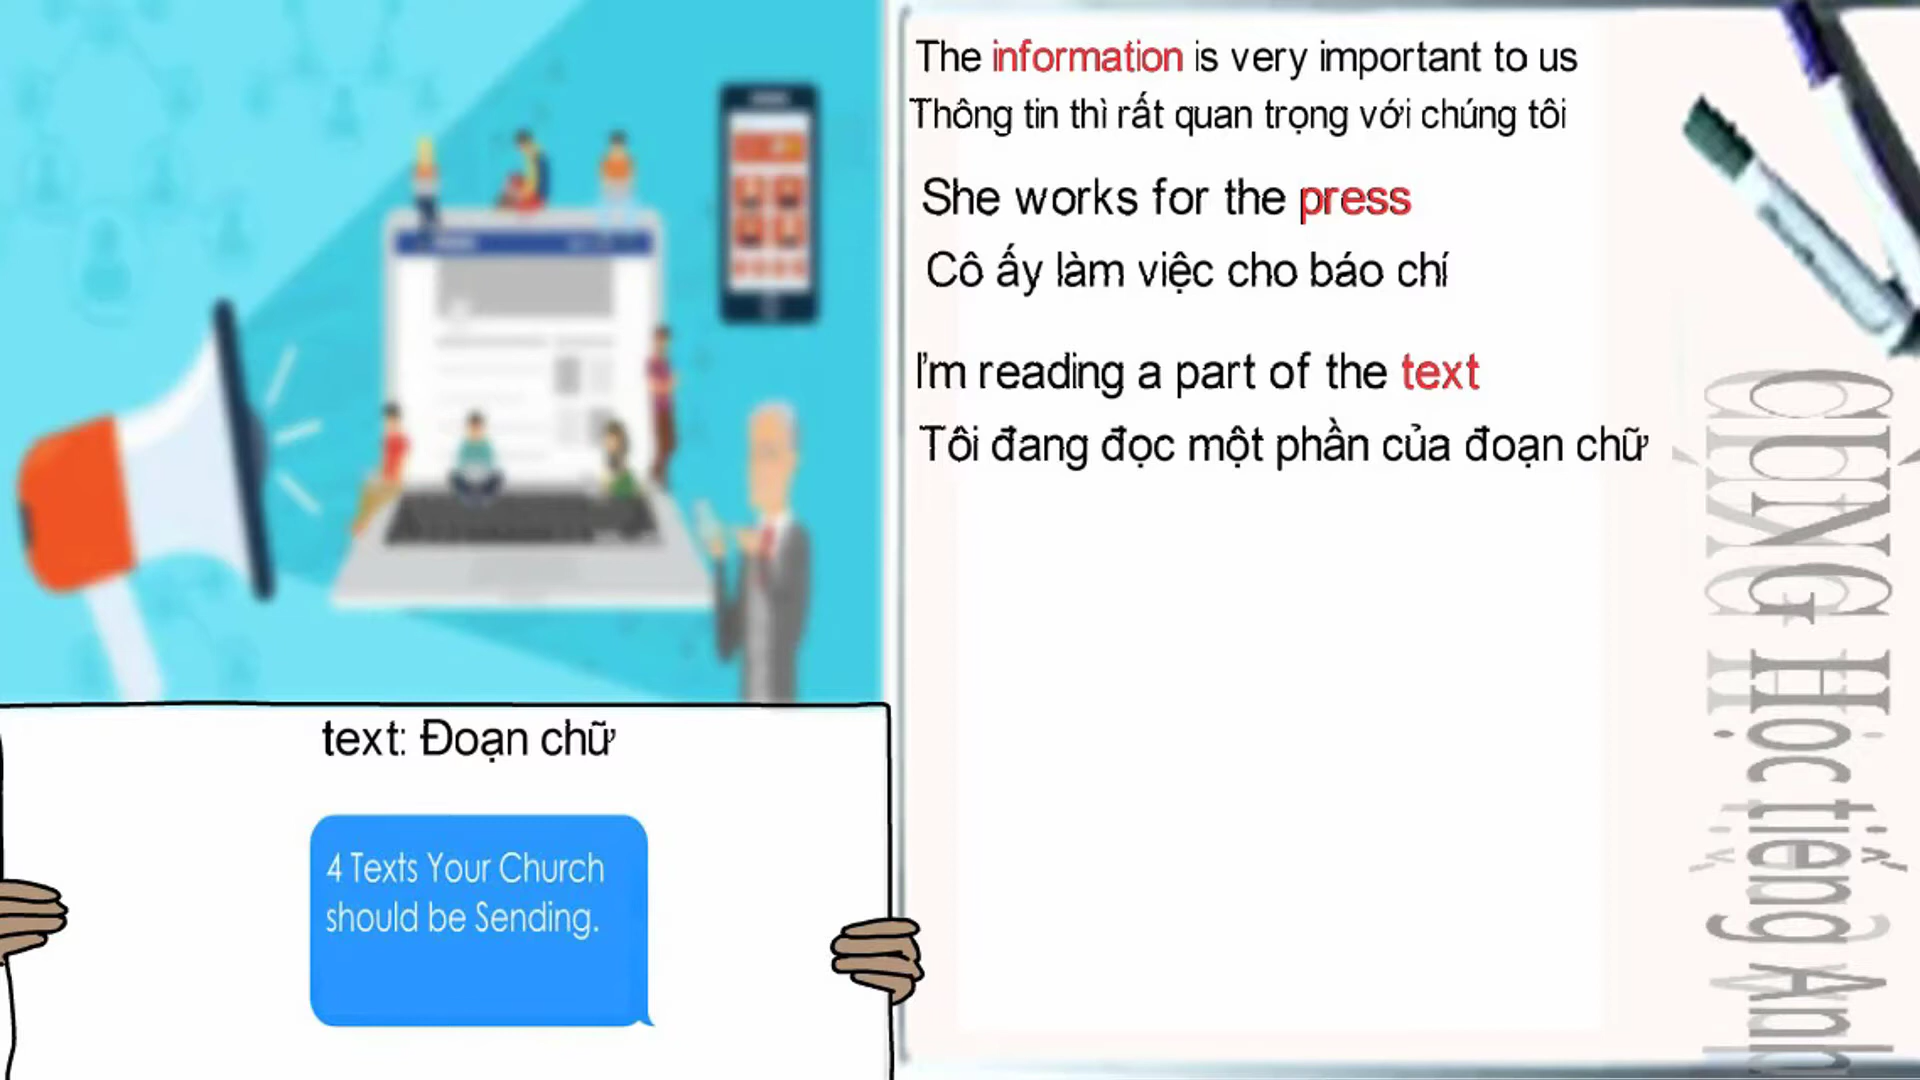 The information is very important to us
Thông tin thì rất quan trọng với chúng tôi
She works for the press
Cô ấy làm việc cho báo chí
I'm reading a part of the text
Tôi đang đọc một phần của đoạn chữ
text: Đoạn chữ
4 Texts Your Church
should be Sending.
CÙNG Học tiếng Anh